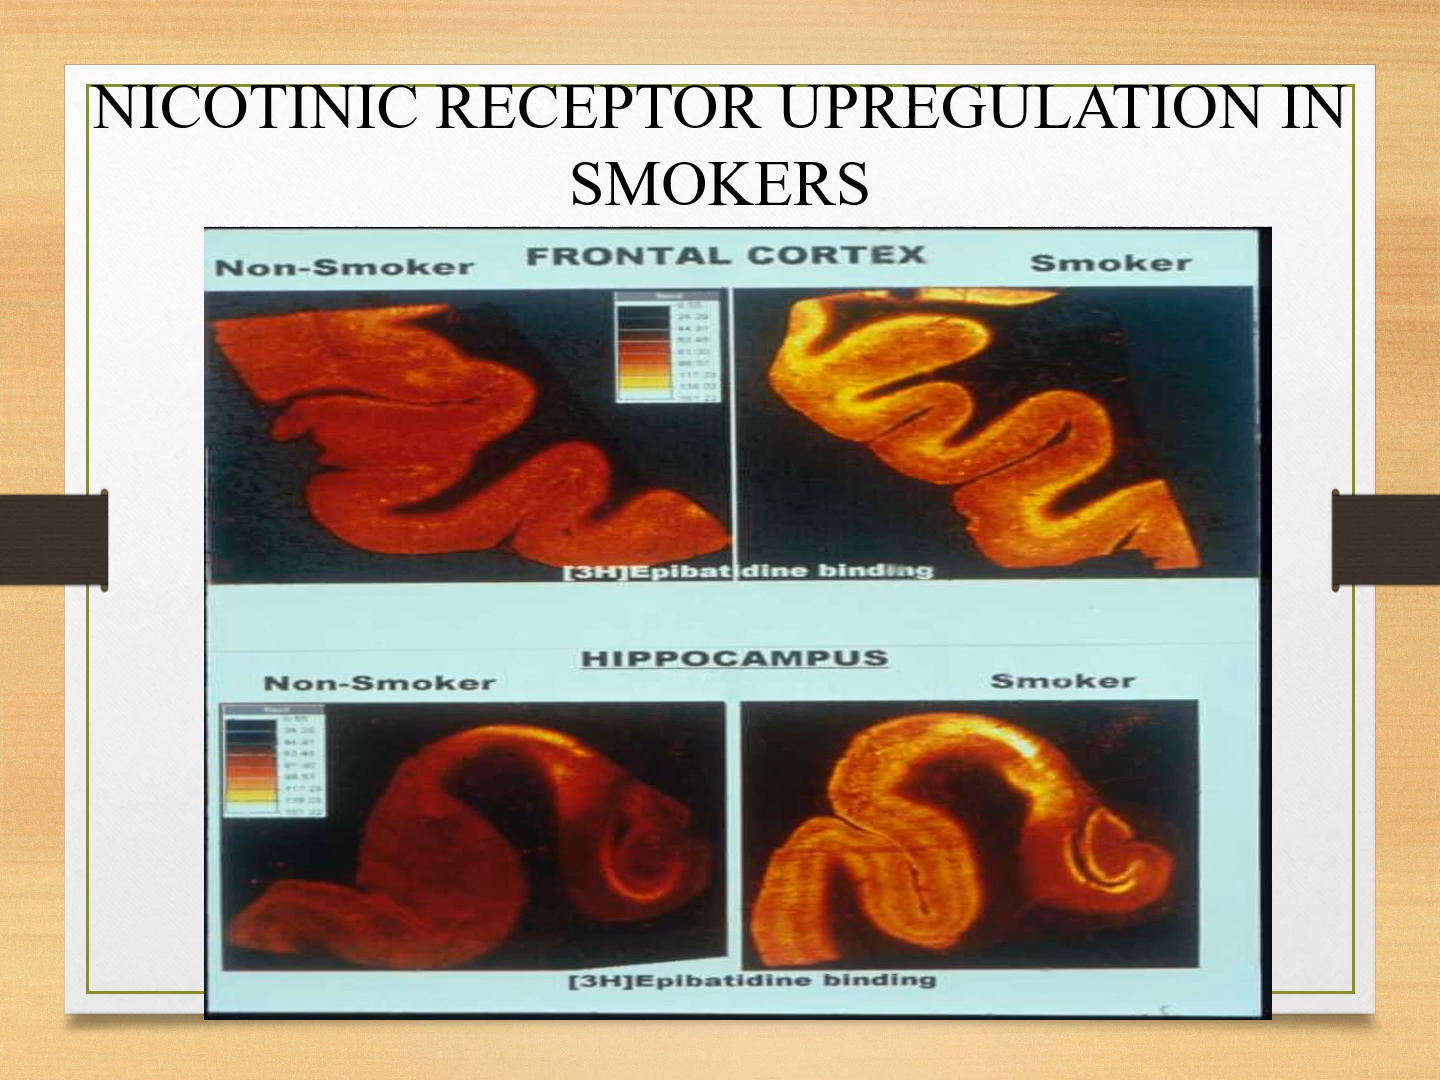 NICOTINIC RECEPTOR UPREGULATION IN
SMOKERS
FRONTAL CORTEX
Non-Smoker
Smoker
[3H]Epibatidine binding
HIPPOCAMPUS
Non-Smoker
Smoker
[3H]Epibatidine binding